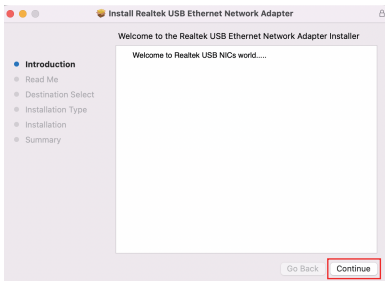 Install Realtek USB Ethernet Network Adapter
Welcome to the Realtek USB Ethernet Network Adapter Installer
Introduction
Read Me
Destination Select
Installation Type
Installation
Summary
Welcome to Realtek USB NICs world.....
Go Back
Continue